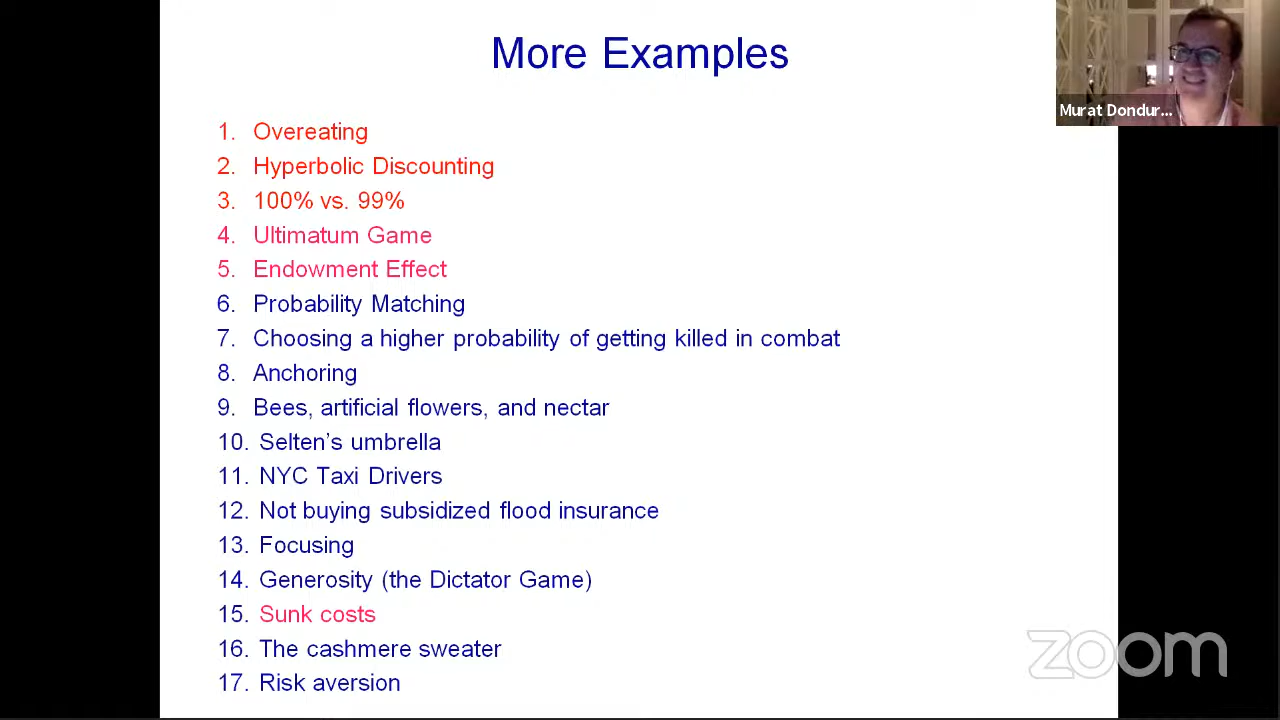 More Examples
1. Overeating
2. Hyperbolic Discounting
3. 100% vs. 99%
4. Ultimatum Game
5. Endowment Effect
6. Probability Matching
7. Choosing a higher probability of getting killed in combat
8. Anchoring
9. Bees, artificial flowers, and nectar
10. Selten's umbrella
11. NYC Taxi Drivers
12. Not buying subsidized flood insurance
13. Focusing
14. Generosity (the Dictator Game)
15. Sunk costs
16. The cashmere sweater
17. Risk aversion
Murat Dondur...
zoom